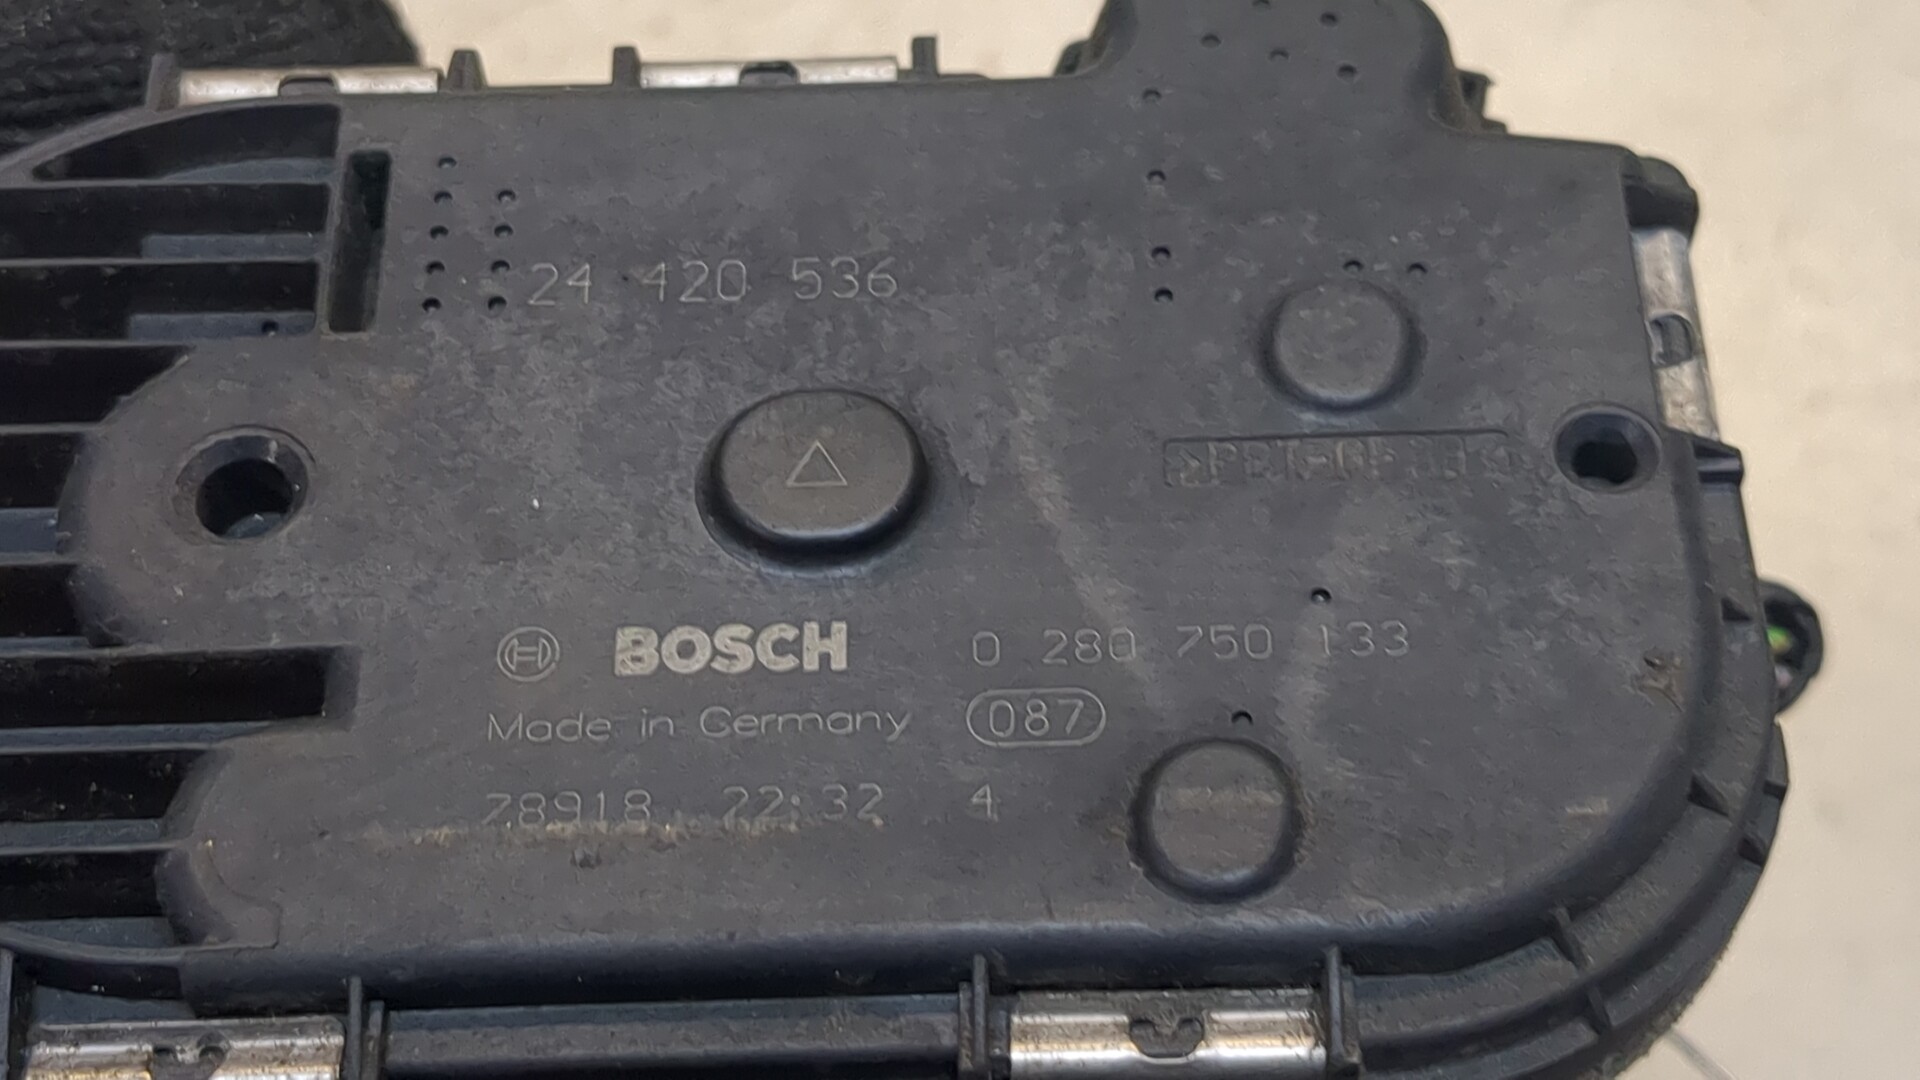 24 420 536
BOSCH 0 280 750 133
Made in Germany 087
78918 22:32 4